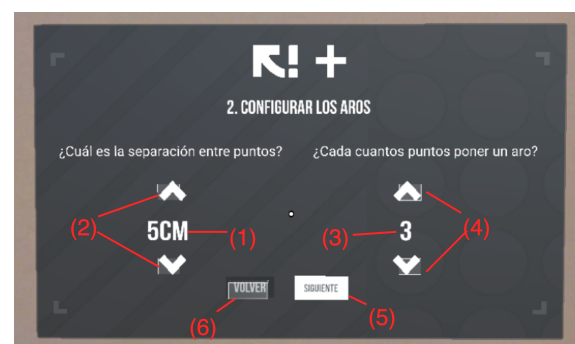 2. CONFIGURAR LOS AROS
¿Cuál es la separación entre puntos? ¿Cada cuantos puntos poner un aro?
(2) 5CM (1) (3) 3 (4)
VOLVER SIGUIENTE
(6) (5)